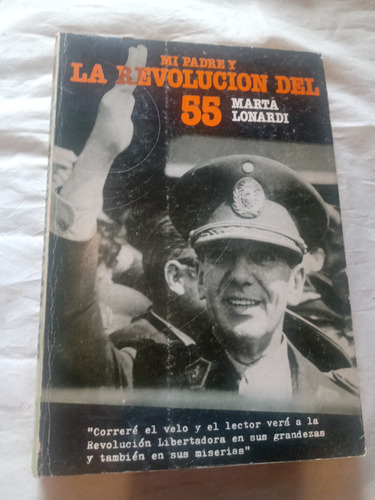 MI PADRE Y
LA REVOLUCION DEL
55 MARTA
LONARDI
"Correré el velo y el lector verá a la
Revolución Libertadora en sus grandezas
y también en sus miserias"